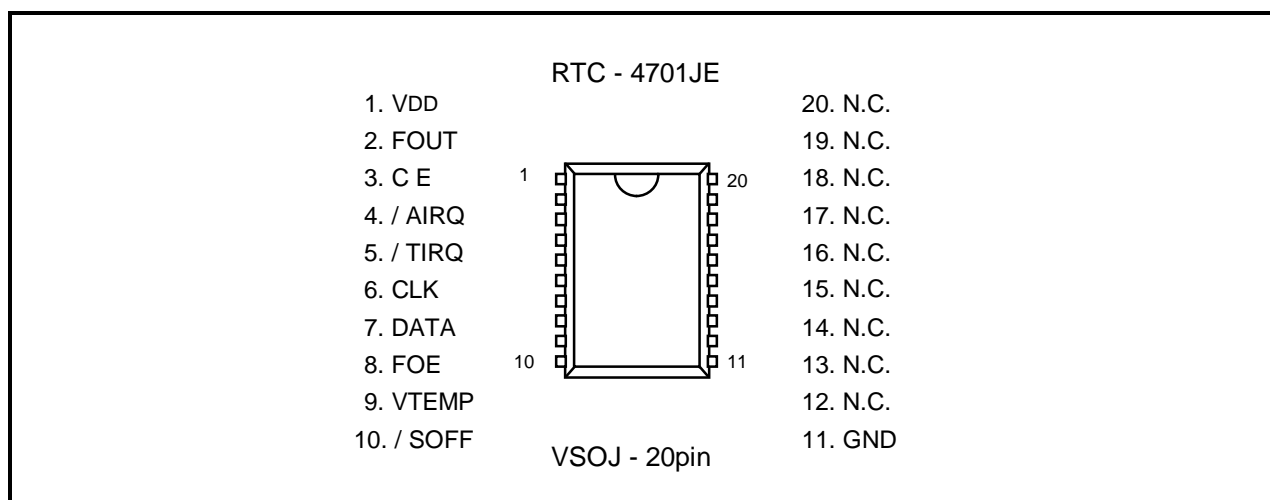 RTC - 4701JE
1. VDD
2. FOUT
3. C E
4. / AIRQ
5. / TIRQ
6. CLK
7. DATA
8. FOE
9. VTEMP
10. / SOFF
1
10
20
11
20. N.C.
19. N.C.
18. N.C.
17. N.C.
16. N.C.
15. N.C.
14. N.C.
13. N.C.
12. N.C.
11. GND
VSOJ - 20pin